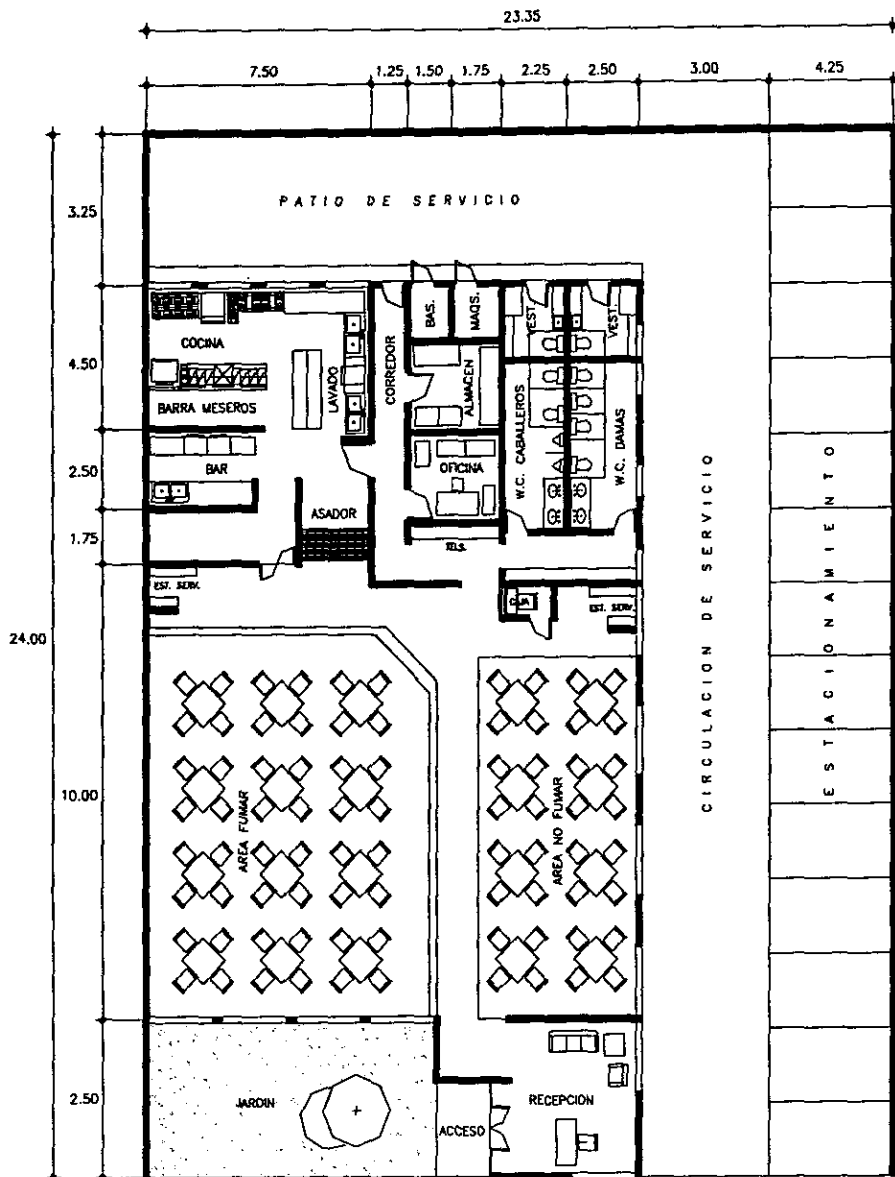 23.35
7.50 1.25 1.50 1.75 2.25 2.50 3.00 4.25
3.25
4.50
2.50
1.75
24.00
10.00
2.50
PATIO DE SERVICIO
COCINA
BARRA MESEROS
LAVADO
CORREDOR
BAS.
MAQS.
VEST.
VEST.
ALMACEN
BAR
OFICINA
W.C. CABALLEROS
W.C. DAMAS
ASADOR
TELS.
EST. SERV.
CAJA
EST. SERV.
AREA FUMAR
AREA NO FUMAR
CIRCULACION DE SERVICIO
ESTACIONAMIENTO
JARDIN
ACCESO
RECEPCION